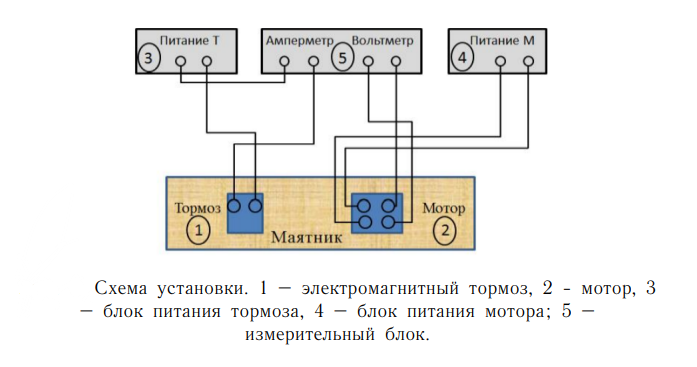 Питание Т
Амперметр Вольтметр
Питание М
3
5
4
Тормоз
Мотор
1
2
Маятник
Схема установки. 1 – электромагнитный тормоз, 2 - мотор, 3
– блок питания тормоза, 4 – блок питания мотора; 5 –
измерительный блок.